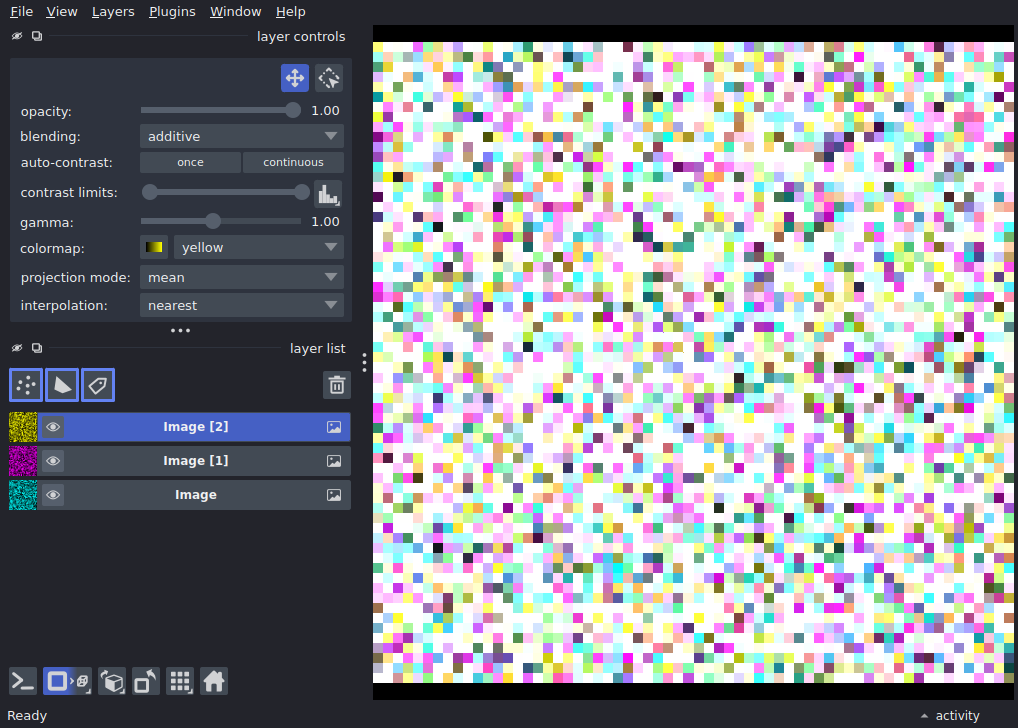 File View Layers Plugins Window Help
layer controls
opacity: 1.00
blending: additive
auto-contrast: once continuous
contrast limits:
gamma: 1.00
colormap: yellow
projection mode: mean
interpolation: nearest
layer list
Image [2]
Image [1]
Image
Ready activity